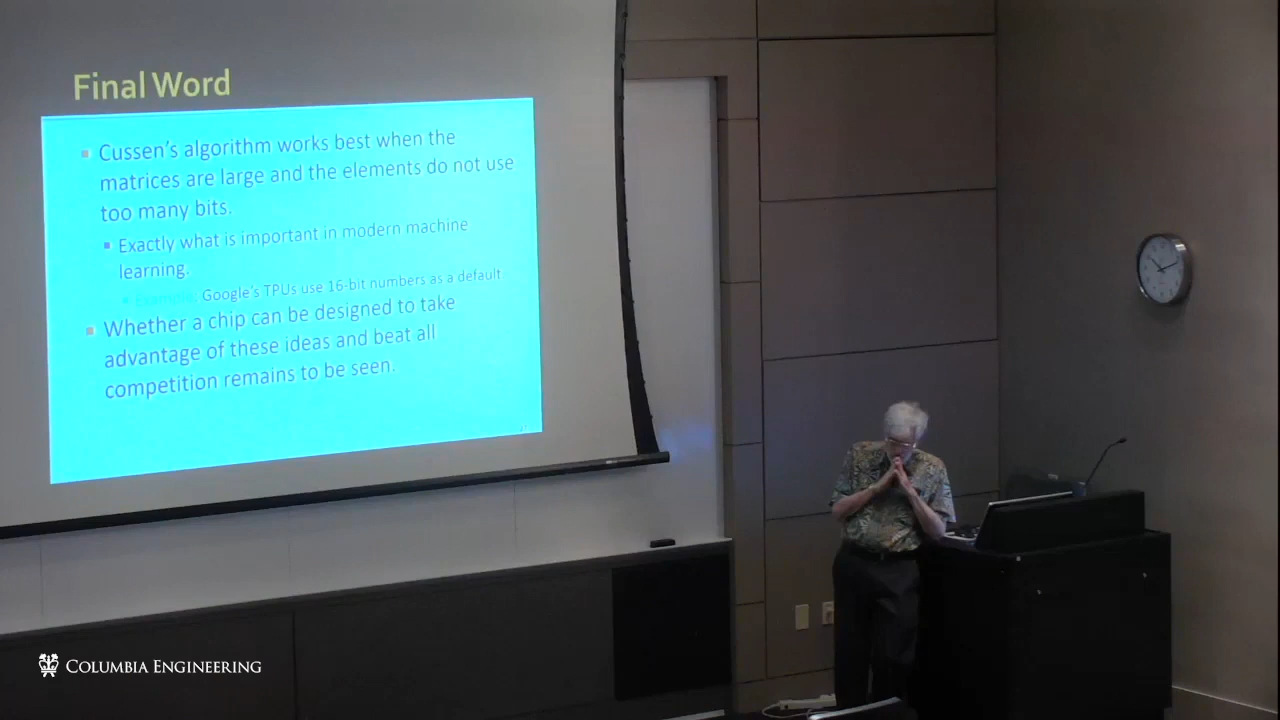 Final Word
Cussen's algorithm works best when the
matrices are large and the elements do not use
too many bits.
Exactly what is important in modern machine
learning.
Example: Google's TPUs use 16-bit numbers as a default.
Whether a chip can be designed to take
advantage of these ideas and beat all
competition remains to be seen.
COLUMBIA ENGINEERING